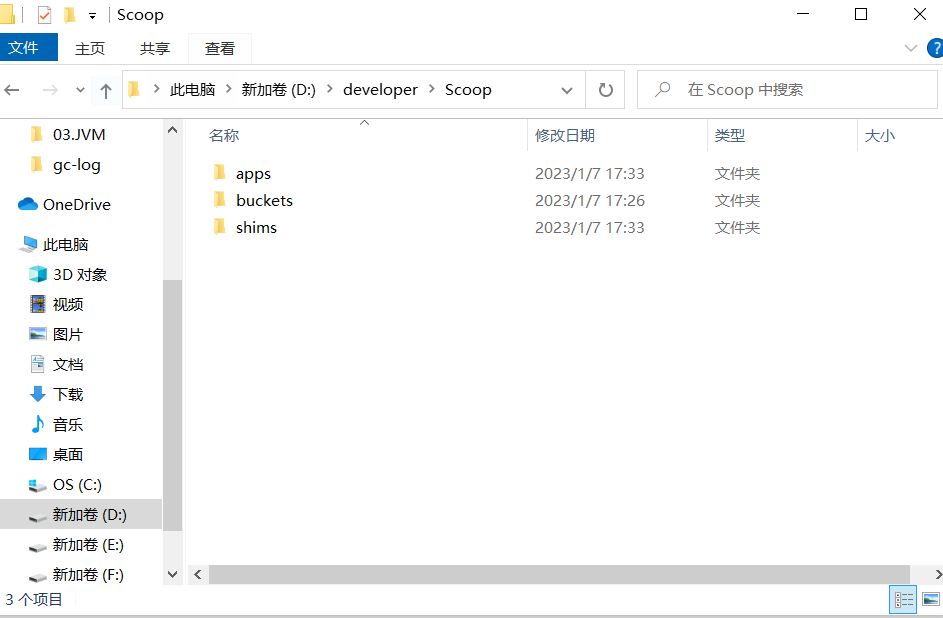 Scoop
文件 主页 共享 查看
此电脑 新加卷 (D:) developer Scoop 在 Scoop 中搜索
名称 修改日期 类型 大小
03.JVM
gc-log
OneDrive
此电脑
3D 对象
视频
图片
文档
下载
音乐
桌面
OS (C:)
新加卷 (D:)
新加卷 (E:)
新加卷 (F:)
apps 2023/1/7 17:33 文件夹
buckets 2023/1/7 17:26 文件夹
shims 2023/1/7 17:33 文件夹
3 个项目